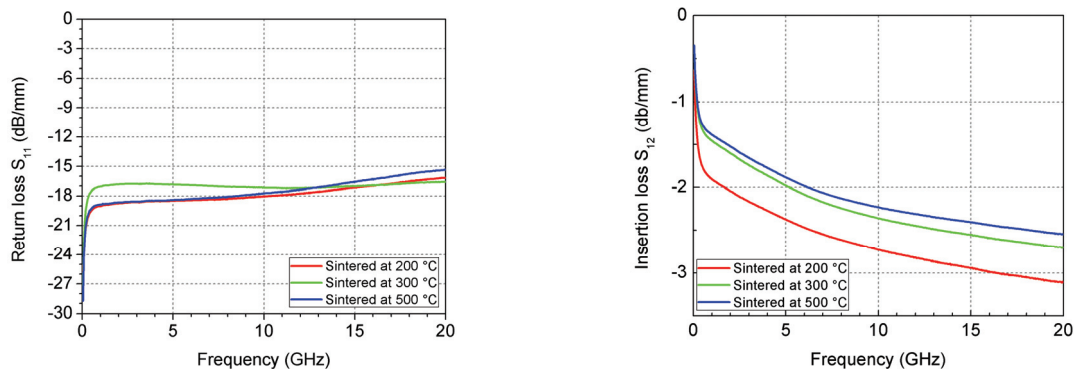 Return loss S11 (dB/mm)
0
-3
-6
-9
-12
-15
-18
-21
-24
-27
-30
Sintered at 200 °C
Sintered at 300 °C
Sintered at 500 °C
0 5 10 15 20
Frequency (GHz)
Insertion loss S12 (db/mm)
0
-1
-2
-3
Sintered at 200 °C
Sintered at 300 °C
Sintered at 500 °C
0 5 10 15 20
Frequency (GHz)